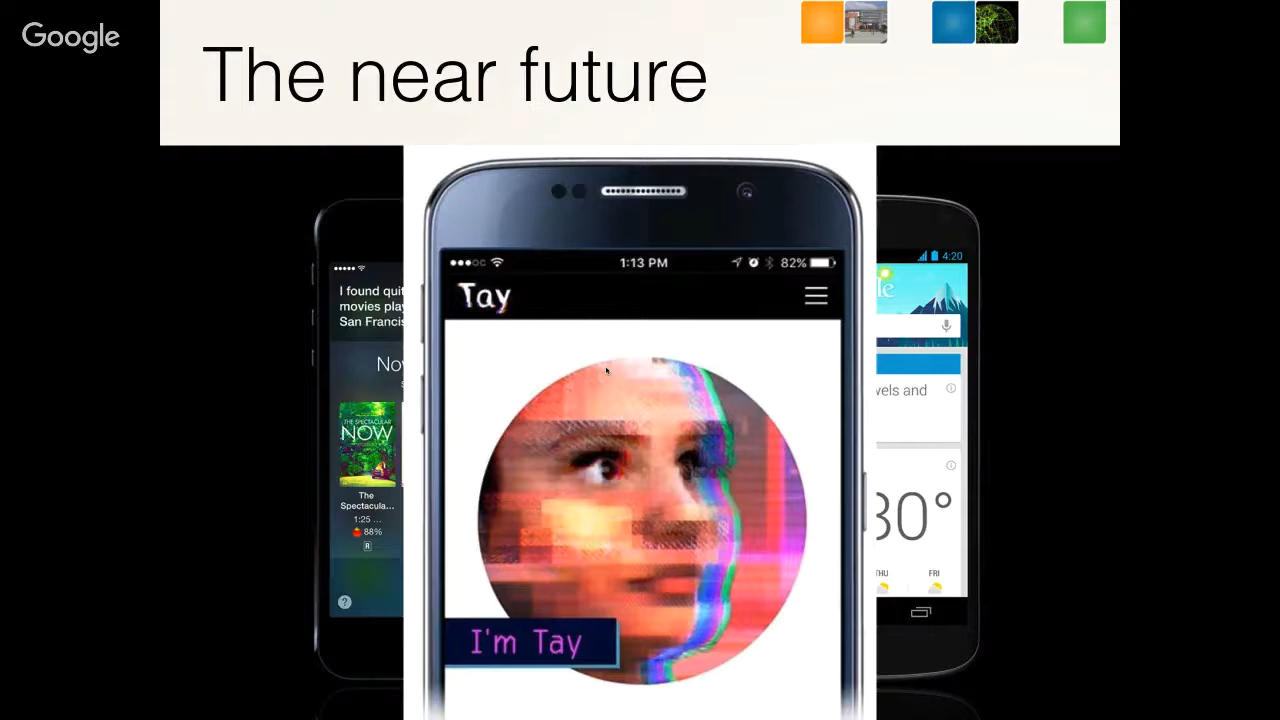 Google
The near future
1:13 PM
82%
Tay
I'm Tay
I found quit
movies play
San Francis
THE SPECTACULAR
NOW
The
Spectacula...
1:25 ...
88%
R
?
4:20
le
vels and
30°
THU
FRI